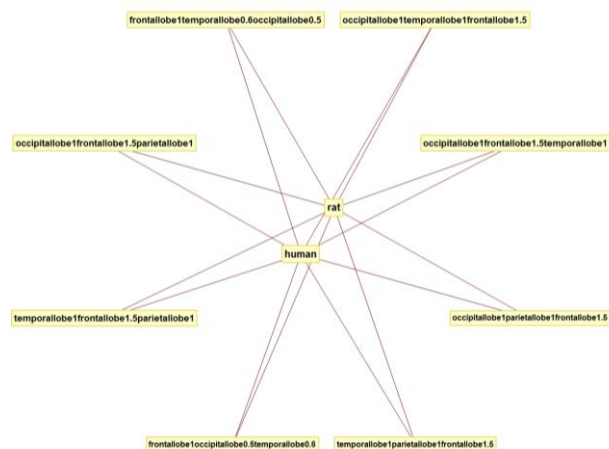 frontallobe1temporallobe0.6occipitallobe0.5
occipitallobe1temporallobe1frontallobe1.5
occipitallobe1frontallobe1.5parietallobe1
occipitallobe1frontallobe1.5temporallobe1
rat
human
temporallobe1frontallobe1.5parietallobe1
occipitallobe1parietallobe1frontallobe1.5
frontallobe1occipitallobe0.5temporallobe0.6
temporallobe1parietallobe1frontallobe1.5